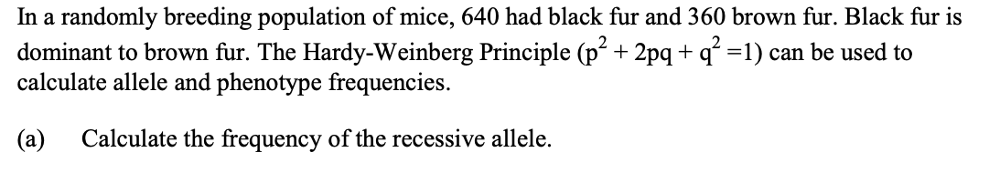 In a randomly breeding population of mice, 640 had black fur and 360 brown fur. Black fur is
dominant to brown fur. The Hardy-Weinberg Principle (p² + 2pq + q² =1) can be used to
calculate allele and phenotype frequencies.
(a) Calculate the frequency of the recessive allele.